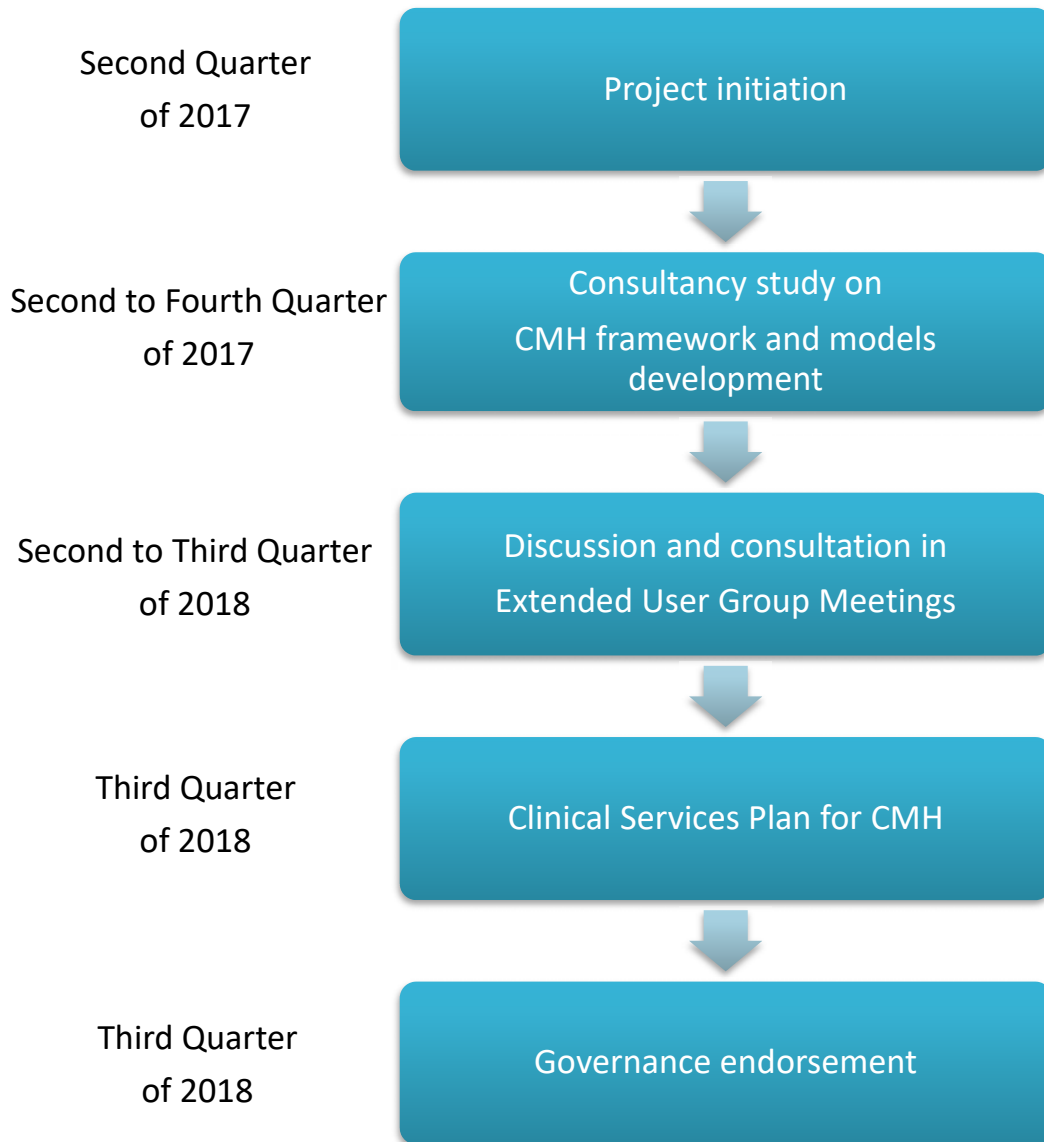 Second Quarter
of 2017
Project initiation
Second to Fourth Quarter
of 2017
Consultancy study on
CMH framework and models
development
Second to Third Quarter
of 2018
Discussion and consultation in
Extended User Group Meetings
Third Quarter
of 2018
Clinical Services Plan for CMH
Third Quarter
of 2018
Governance endorsement